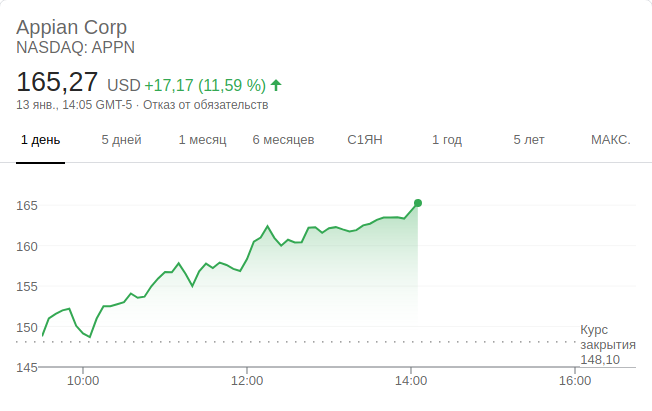 Appian Corp
NASDAQ: APPN
165,27 USD +17,17 (11,59 %)
13 янв., 14:05 GMT-5 · Отказ от обязательств
1 день 5 дней 1 месяц 6 месяцев С1ЯН 1 год 5 лет МАКС.
165
160
155
150
Курс
закрытия
148,10
145
10:00 12:00 14:00 16:00